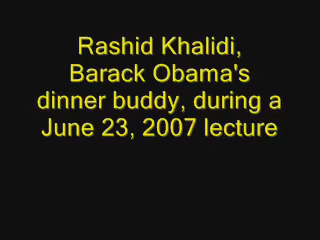 Rashid Khalidi,
Barack Obama's
dinner buddy, during a
June 23, 2007 lecture